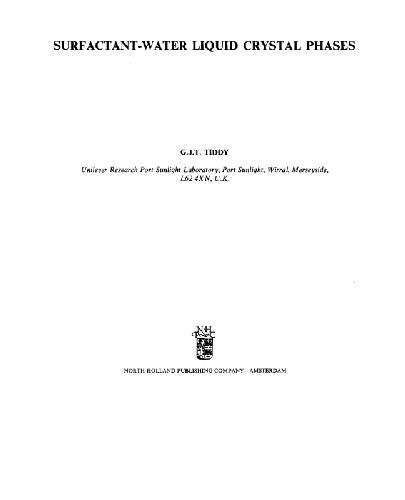 SURFACTANT-WATER LIQUID CRYSTAL PHASES
G.J.T. TIDDY
Unilever Research Port Sunlight Laboratory, Port Sunlight, Wirral, Merseyside,
L62 4XN, U.K.
NORTH-HOLLAND PUBLISHING COMPANY - AMSTERDAM